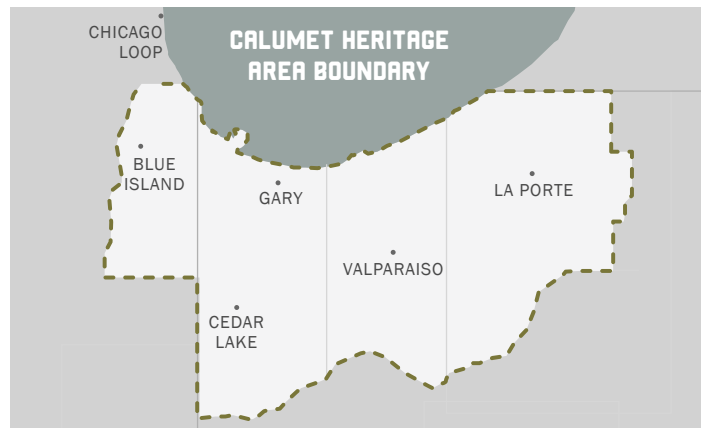 CHICAGO
LOOP
CALUMET HERITAGE
AREA BOUNDARY
BLUE
ISLAND
GARY
LA PORTE
VALPARAISO
CEDAR
LAKE